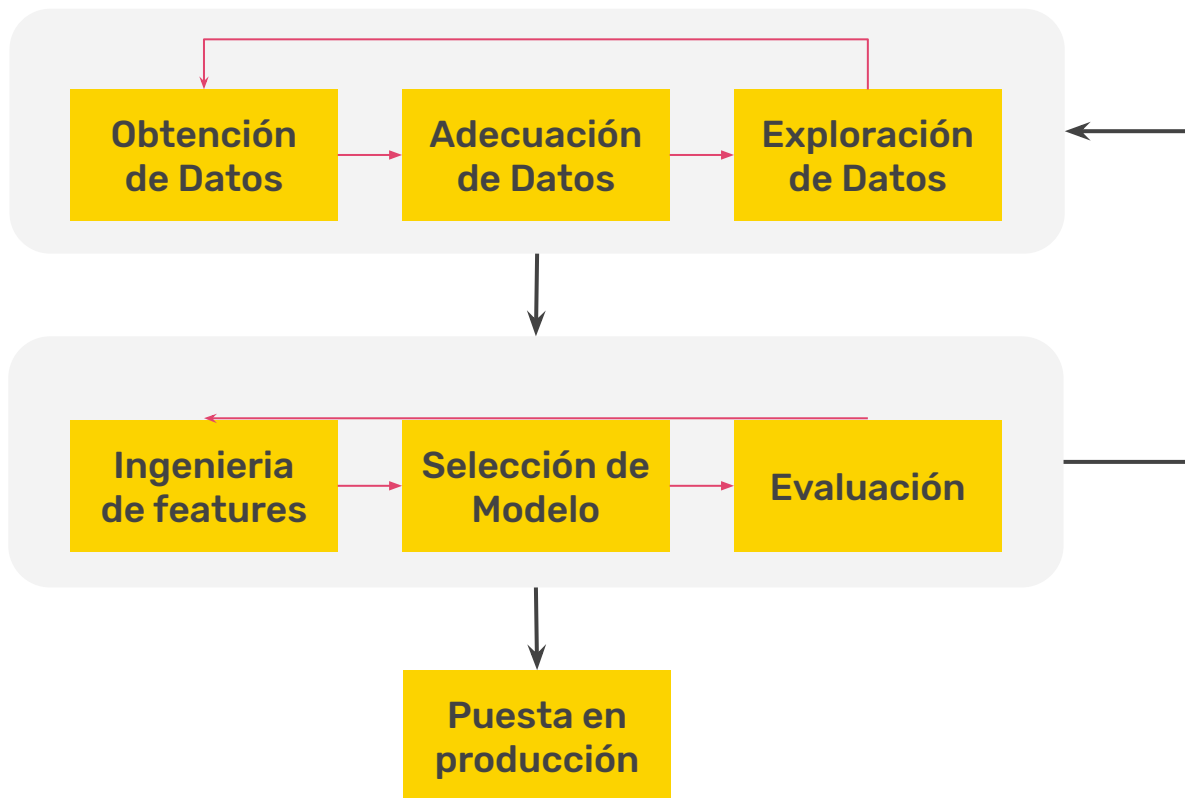 Obtención
de Datos
Adecuación
de Datos
Exploración
de Datos
Ingenieria
de features
Selección de
Modelo
Evaluación
Puesta en
producción